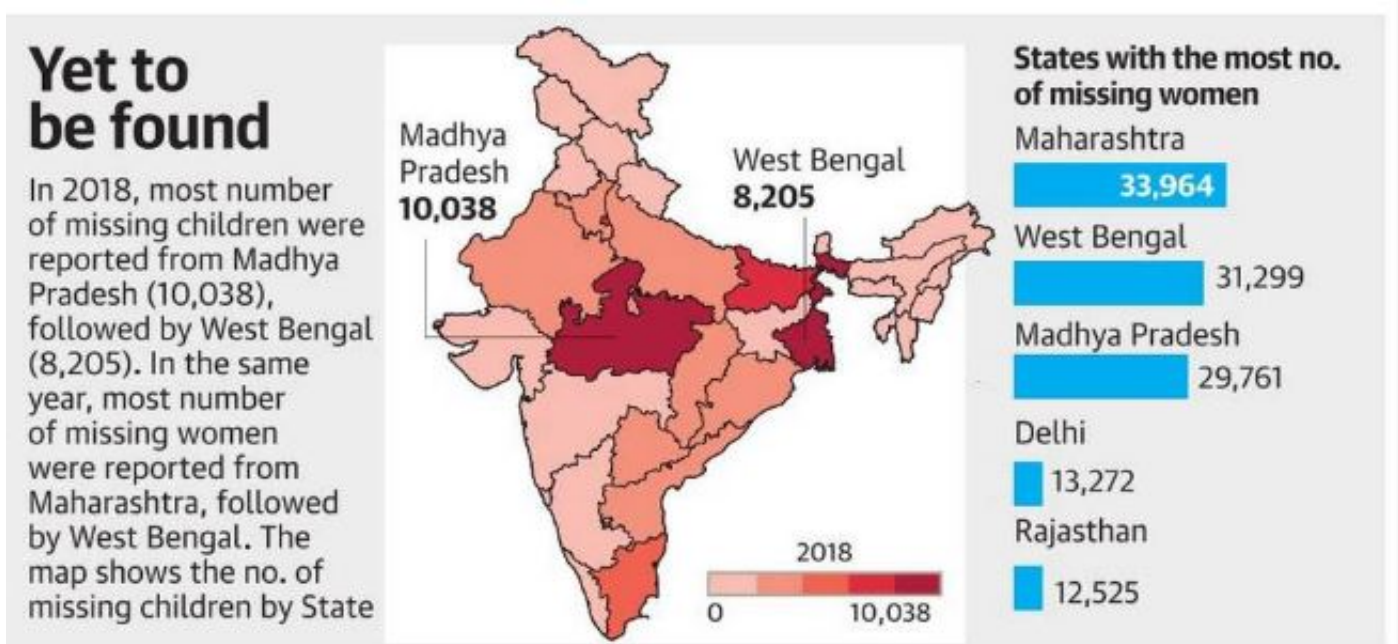 Yet to
be found
In 2018, most number
of missing children were
reported from Madhya
Pradesh (10,038),
followed by West Bengal
(8,205). In the same
year, most number
of missing women
were reported from
Maharashtra, followed
by West Bengal. The
map shows the no. of
missing children by State
Madhya
Pradesh
10,038
West Bengal
8,205
2018
0
10,038
States with the most no.
of missing women
Maharashtra
33,964
West Bengal
31,299
Madhya Pradesh
29,761
Delhi
13,272
Rajasthan
12,525